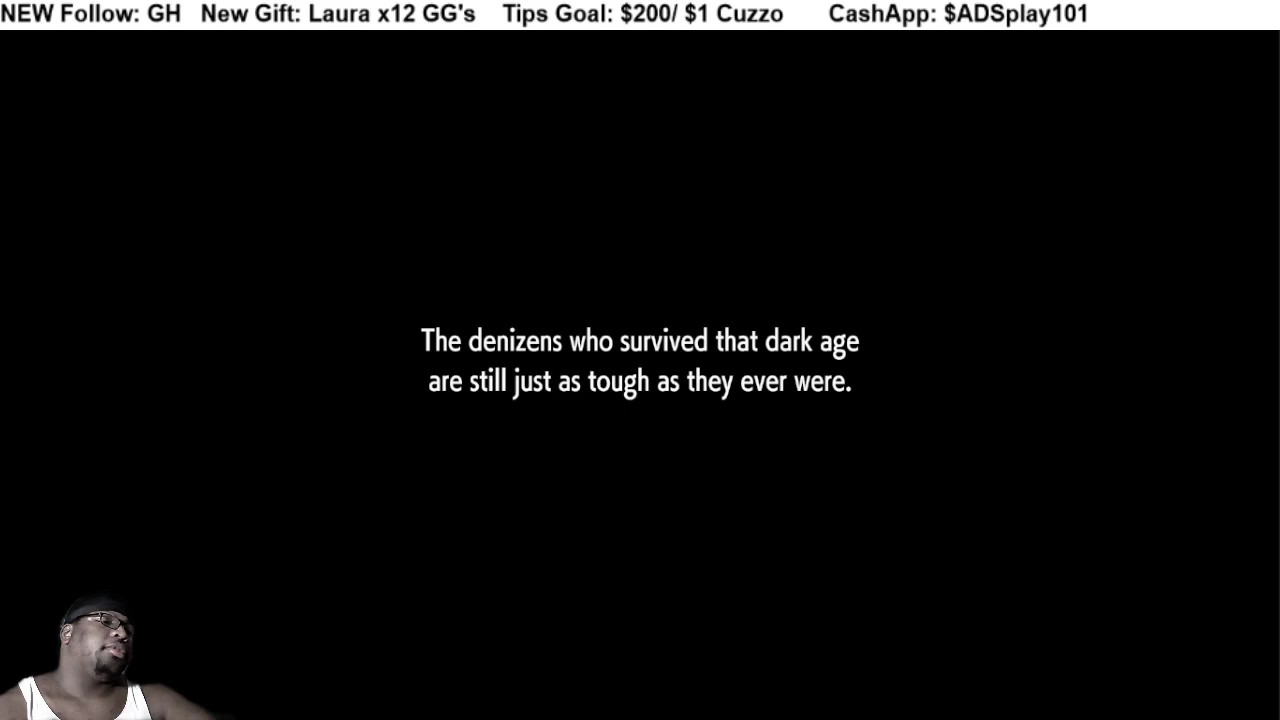 NEW Follow: GH New Gift: Laura x12 GG's Tips Goal: $200/ $1 Cuzzo CashApp: $ADSplay101
The denizens who survived that dark age
are still just as tough as they ever were.